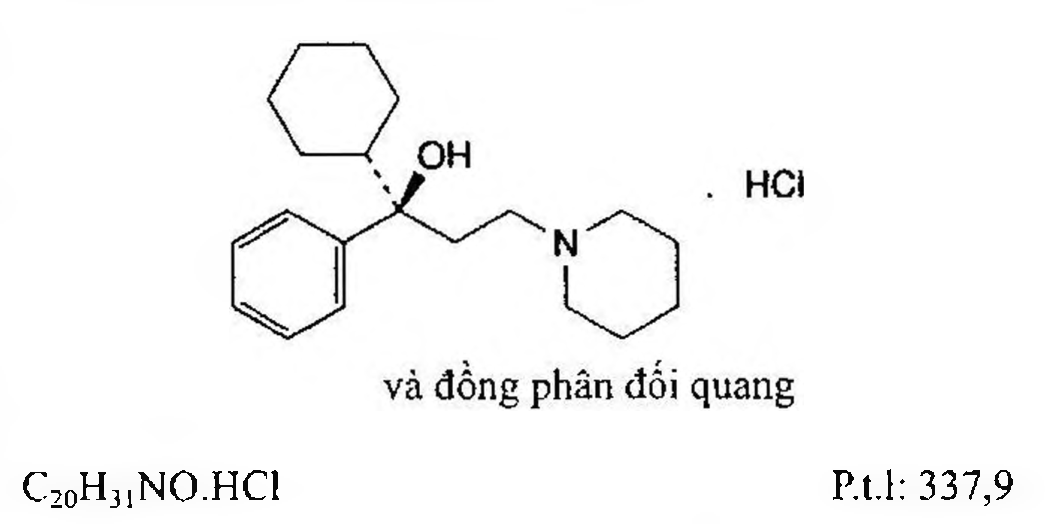 OH
. HCl
N
và đồng phân đối quang
C₂₀H₃₁NO.HCl P.t.l: 337,9